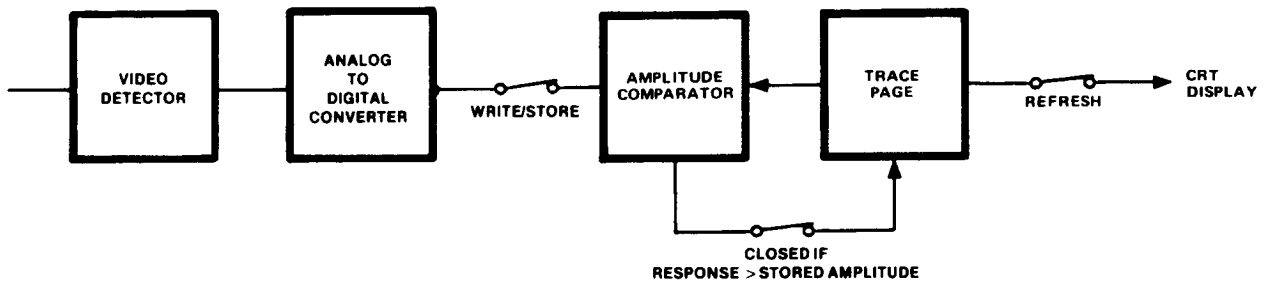 VIDEO
DETECTOR
ANALOG
TO
DIGITAL
CONVERTER
WRITE/STORE
AMPLITUDE
COMPARATOR
TRACE
PAGE
REFRESH
CRT
DISPLAY
CLOSED IF
RESPONSE > STORED AMPLITUDE